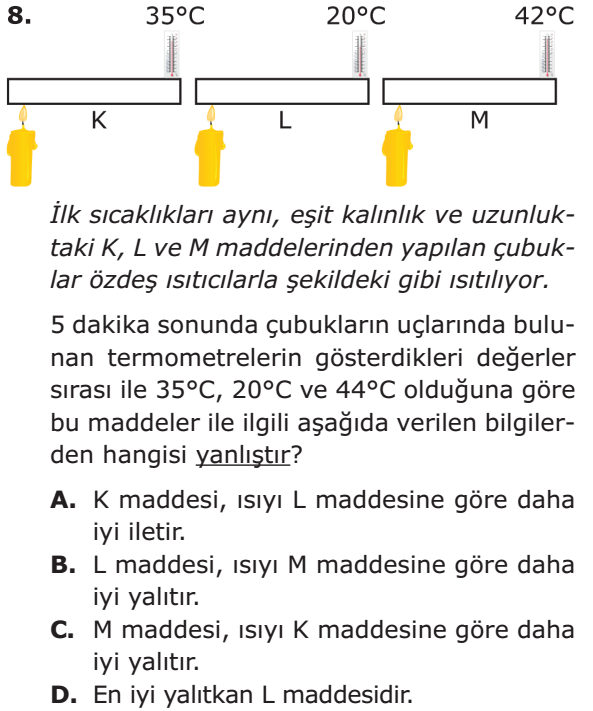 8. 35°C 20°C 42°C
K L M
İlk sıcaklıkları aynı, eşit kalınlık ve uzunluk-
taki K, L ve M maddelerinden yapılan çubuk-
lar özdeş ısıtıcılarla şekildeki gibi ısıtılıyor.
5 dakika sonunda çubukların uçlarında bulu-
nan termometrelerin gösterdikleri değerler
sırası ile 35°C, 20°C ve 44°C olduğuna göre
bu maddeler ile ilgili aşağıda verilen bilgiler-
den hangisi yanlıştır?
A. K maddesi, ısıyı L maddesine göre daha
iyi iletir.
B. L maddesi, ısıyı M maddesine göre daha
iyi yalıtır.
C. M maddesi, ısıyı K maddesine göre daha
iyi yalıtır.
D. En iyi yalıtkan L maddesidir.